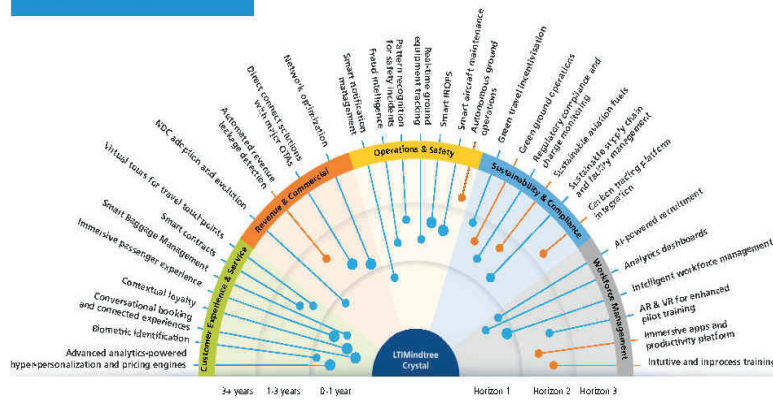 Advanced analytics-powered
hyper-personalization and pricing engines
Biometric identification
Conversational booking
and connected experiences
Contextual loyalty
Immersive passenger experience
Smart Baggage Management
Smart contracts
Virtual tours for travel touchpoints
NDC adoption and evolution
Automated revenue
leakage detection
Direct connect solutions
with major OTAs
Network optimization
Smart notification
management
Fraud intelligence
Pattern recognition
for safety incidents
Real-time ground
equipment tracking
Smart IROPS
Smart aircraft maintenance
Autonomous ground
operations
Green travel incentivisation
Green ground operations
Regulatory compliance and
change monitoring
Sustainable aviation fuels
Sustainable supply chain
and facility management
Carbon trading platform
integration
AI-powered recruitment
Analytics dashboards
Intelligent workforce management
AR & VR for enhanced
pilot training
Immersive apps and
productivity platform
Intutive and inprocess training
Customer Experience & Service
Revenue & Commercial
Operations & Safety
Sustainability & Compliance
Workforce Management
LTIMindtree
Crystal
3+ years
1-3 years
0-1 year
Horizon 1
Horizon 2
Horizon 3